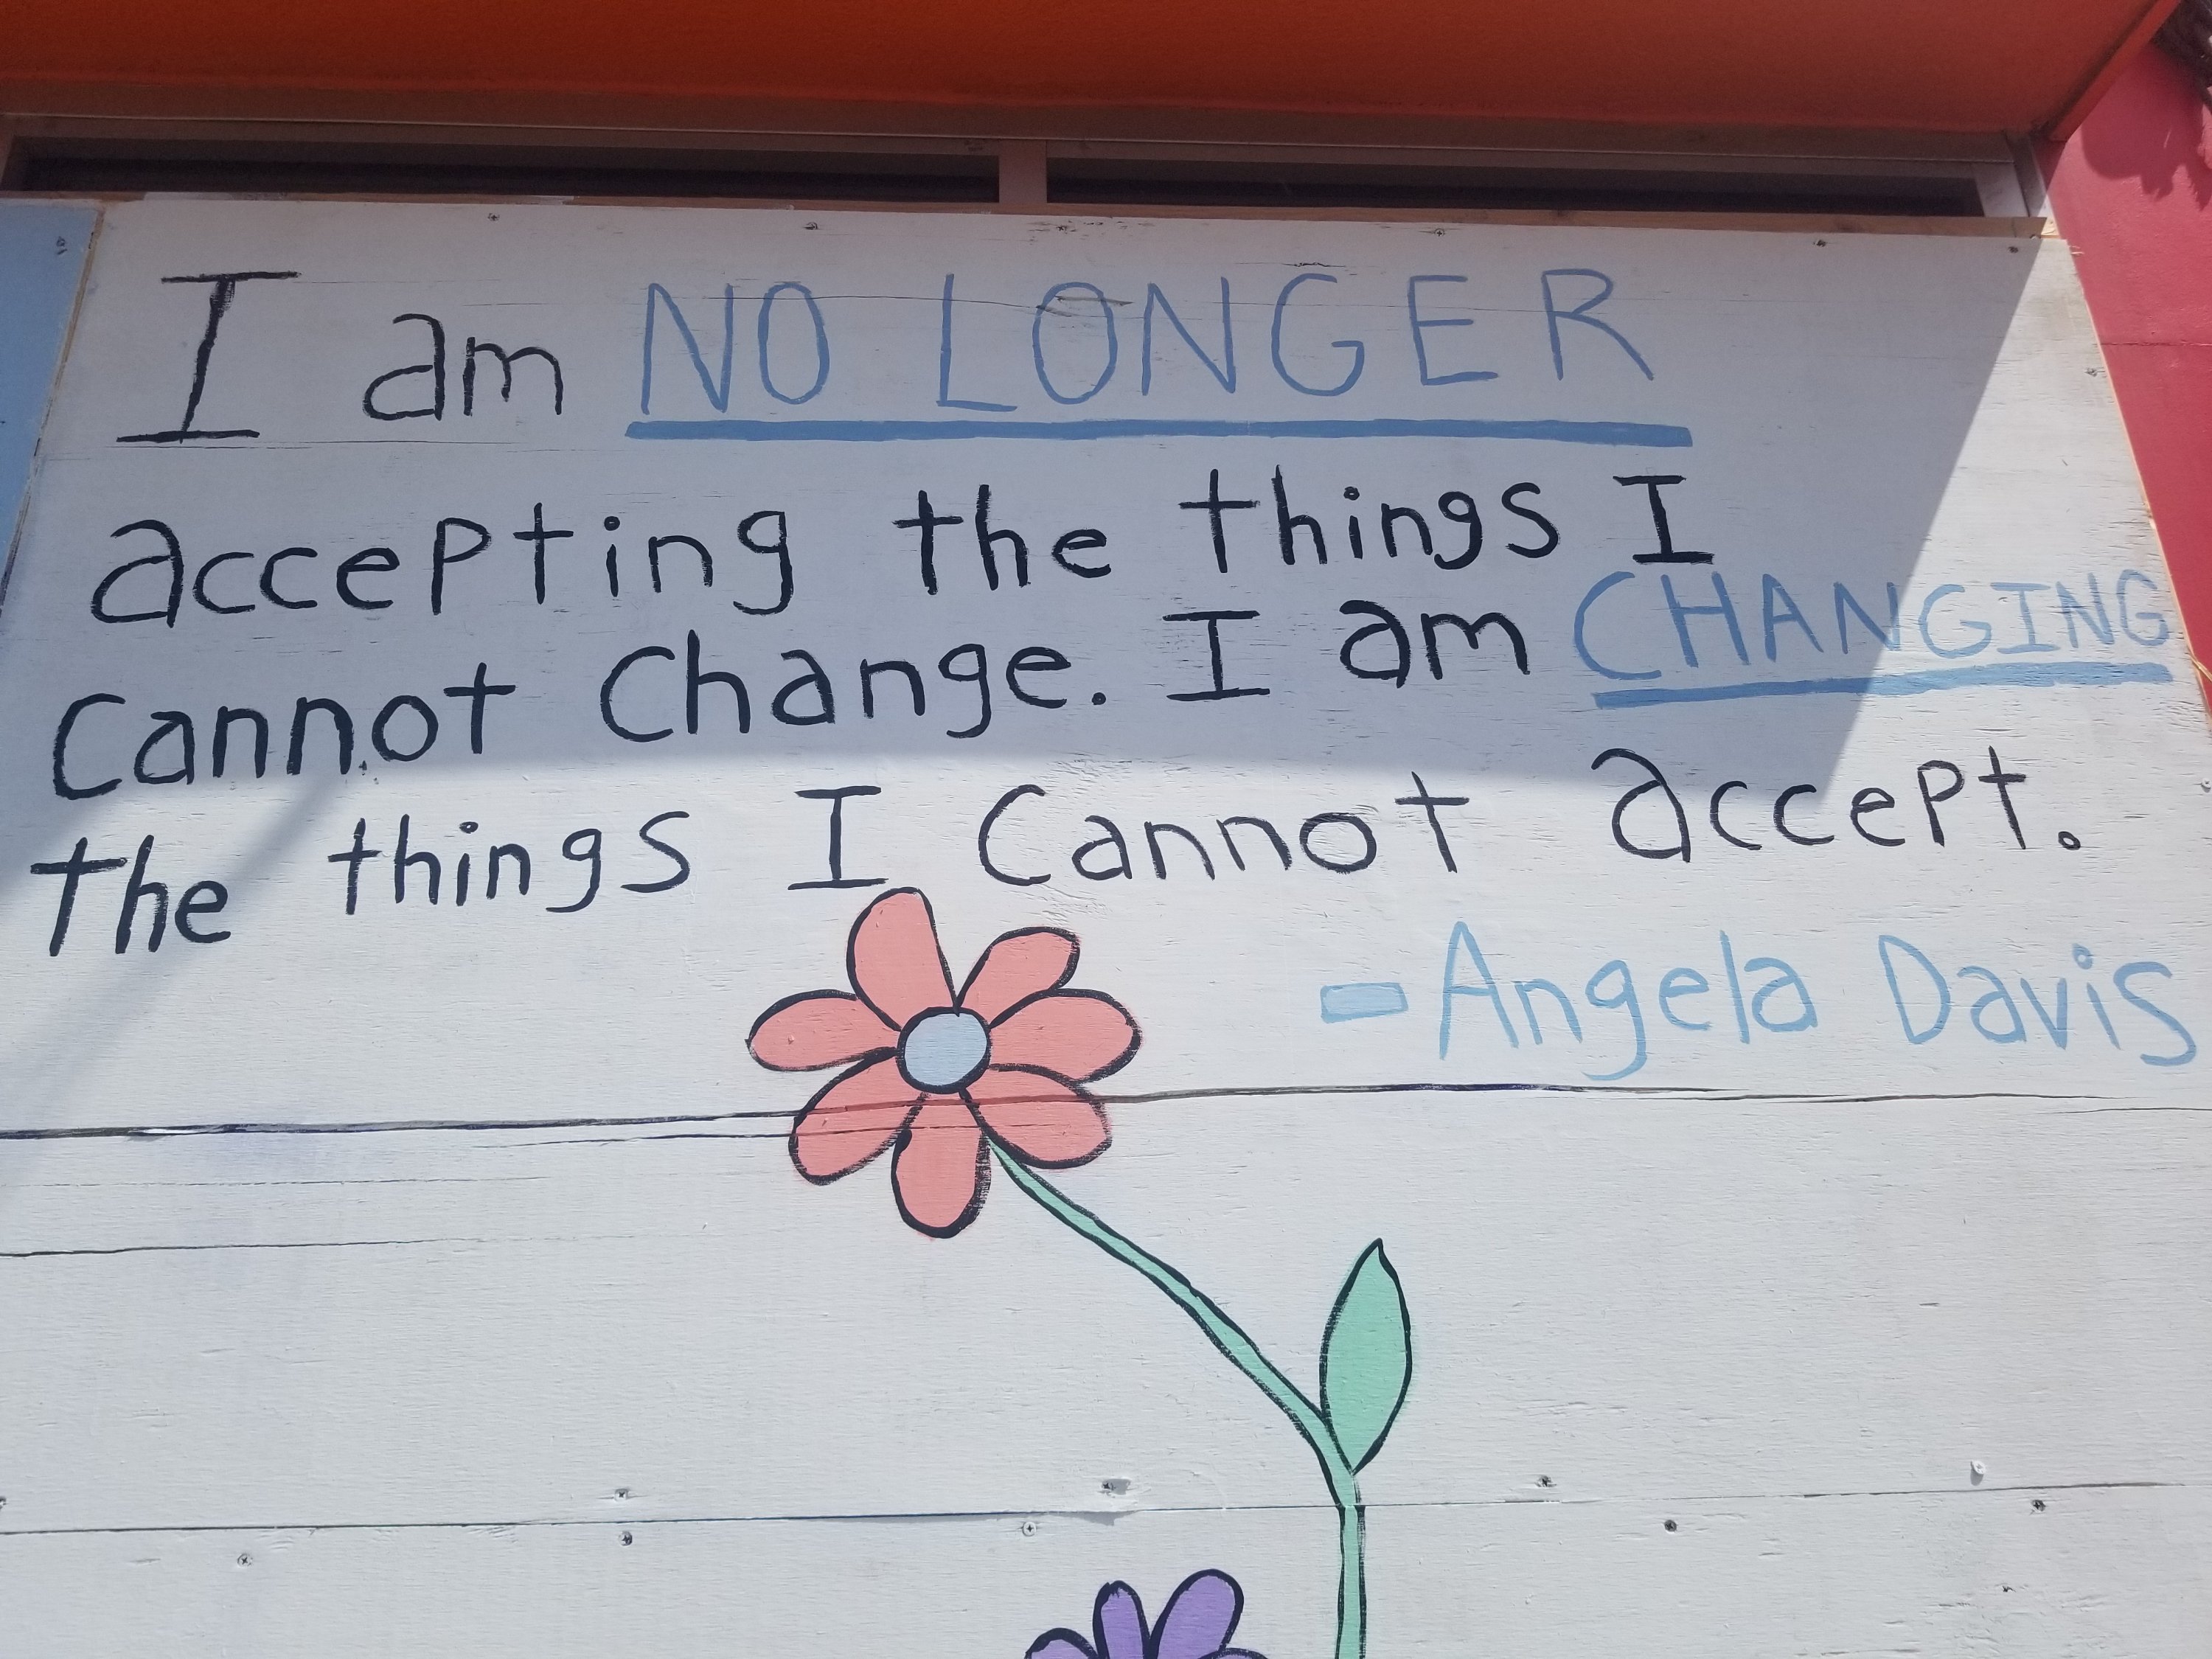 I am NO LONGER
accepting the things I
Cannot Change. I am CHANGING
the things I Cannot accept.
- Angela Davis